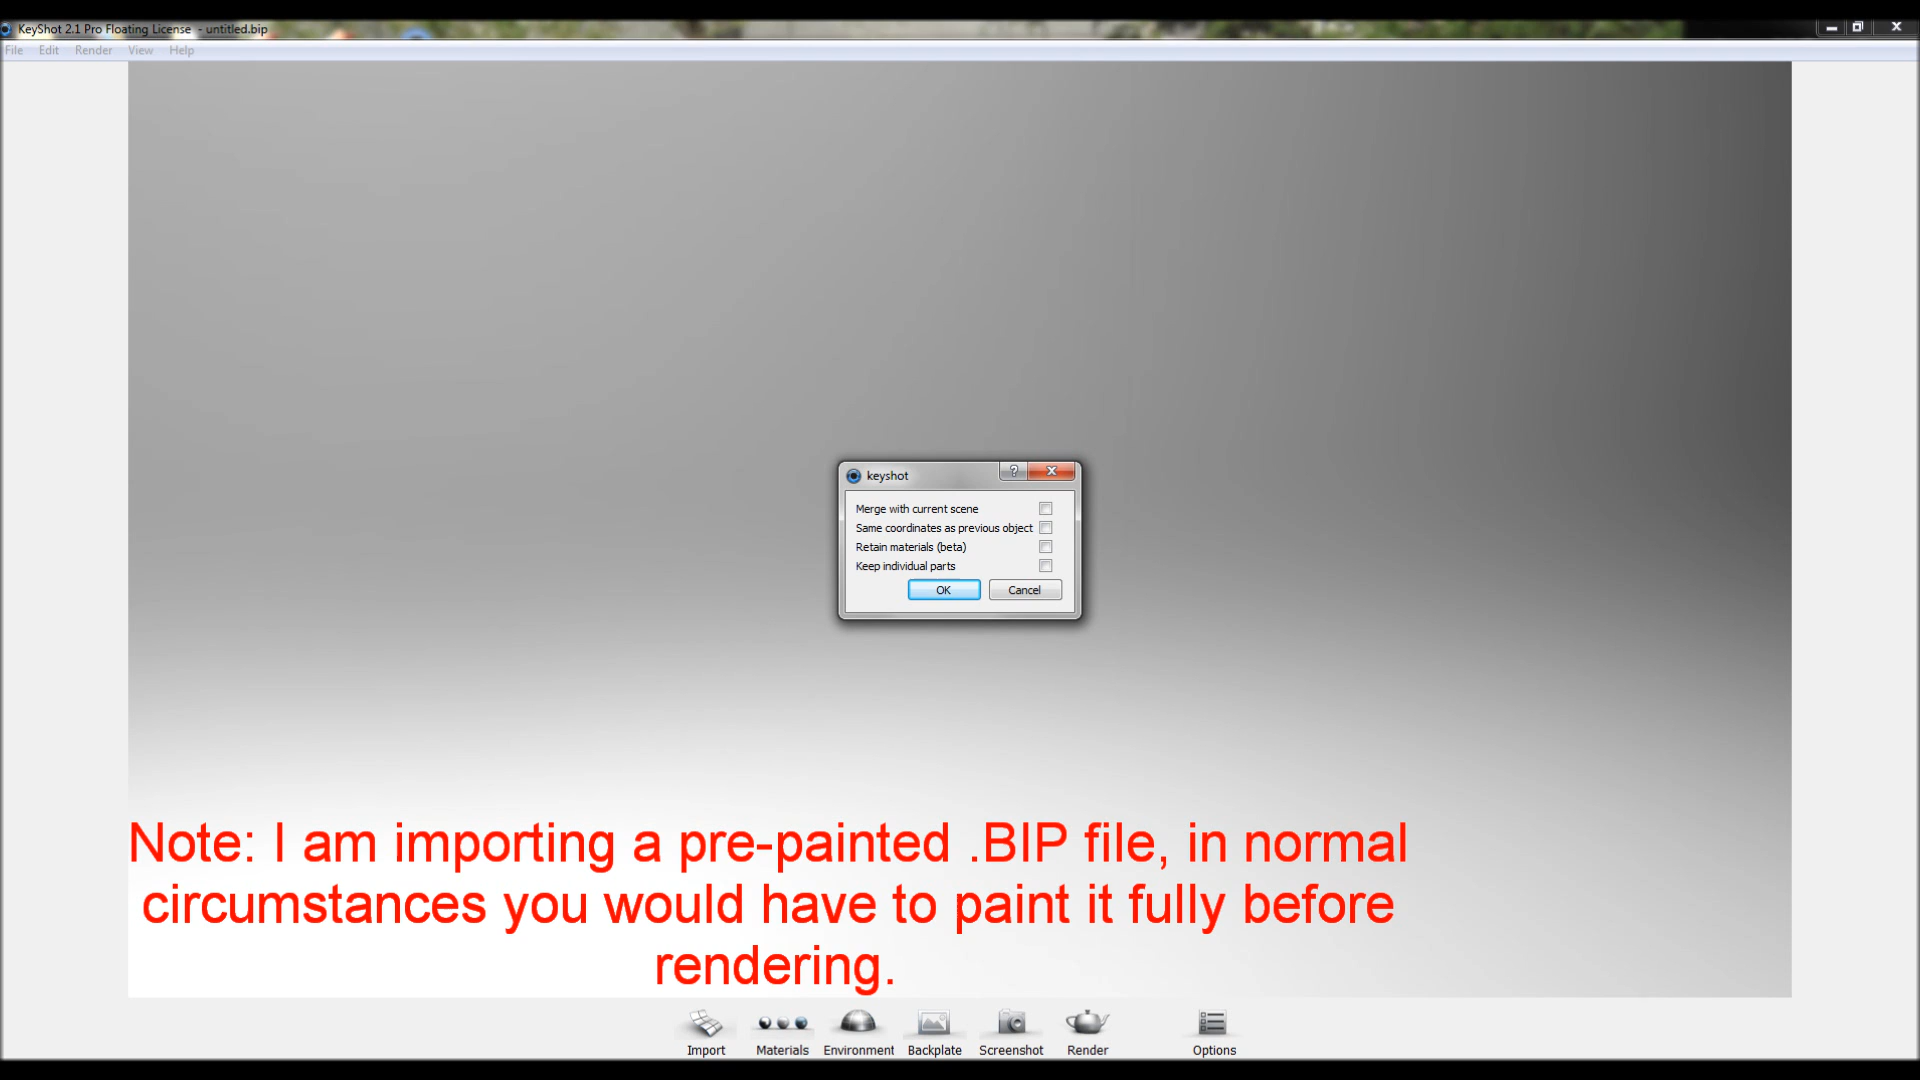 KeyShot 2.1 Pro Floating License - untitled.bip
File Edit Render View Help
keyshot
Merge with current scene
Same coordinates as previous object
Retain materials (beta)
Keep individual parts
OK Cancel
Note: I am importing a pre-painted .BIP file, in normal
circumstances you would have to paint it fully before
rendering.
Import Materials Environment Backplate Screenshot Render Options